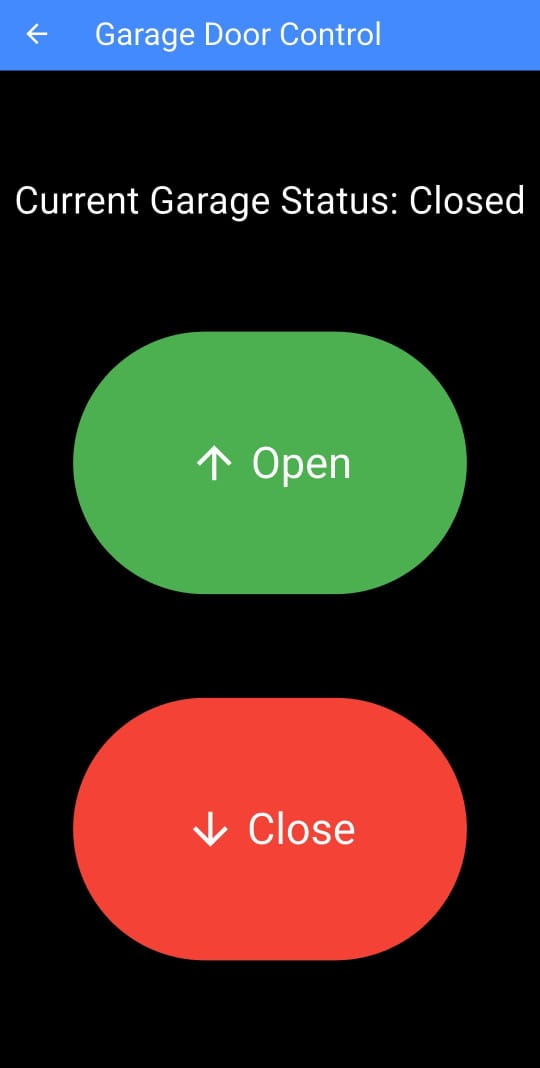 Garage Door Control
Current Garage Status: Closed
Open
Close